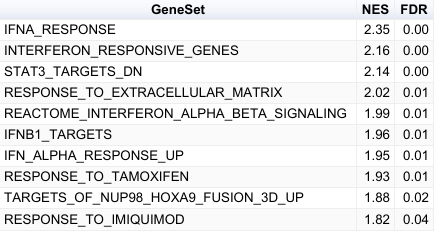 GeneSet NES FDR
IFNA_RESPONSE 2.35 0.00
INTERFERON_RESPONSIVE_GENES 2.16 0.00
STAT3_TARGETS_DN 2.14 0.00
RESPONSE_TO_EXTRACELLULAR_MATRIX 2.02 0.01
REACTOME_INTERFERON_ALPHA_BETA_SIGNALING 1.99 0.01
IFNB1_TARGETS 1.96 0.01
IFN_ALPHA_RESPONSE_UP 1.95 0.01
RESPONSE_TO_TAMOXIFEN 1.93 0.01
TARGETS_OF_NUP98_HOXA9_FUSION_3D_UP 1.88 0.02
RESPONSE_TO_IMIQUIMOD 1.82 0.04